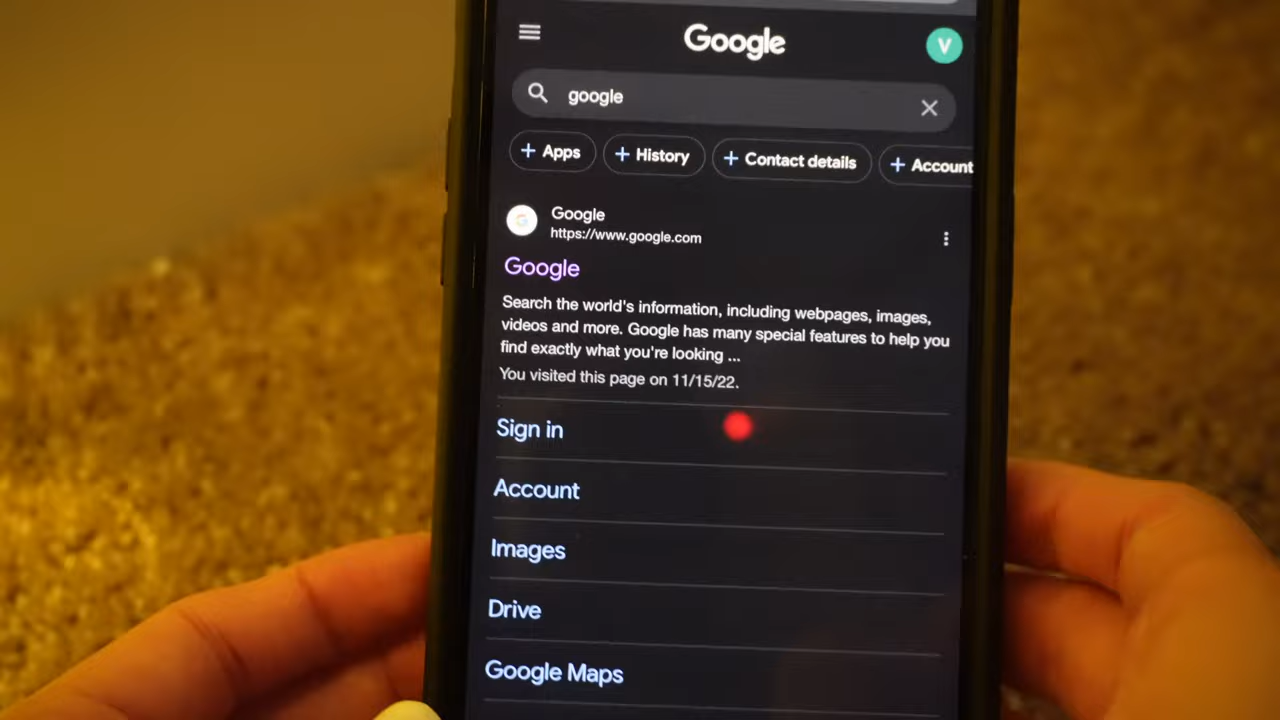 Google
V
google
+ Apps
+ History
+ Contact details
+ Account
G
Google
https://www.google.com
Google
Search the world's information, including webpages, images,
videos and more. Google has many special features to help you
find exactly what you're looking ...
You visited this page on 11/15/22.
Sign in
Account
Images
Drive
Google Maps